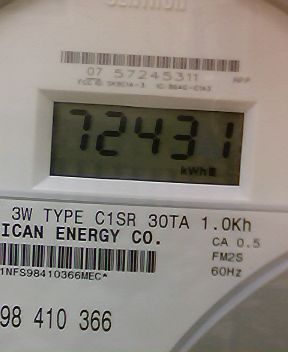 CENTRON
07 57245311
72431
kWh
3W TYPE C1SR 30TA 1.0Kh
ICAN ENERGY CO.
CA 0.5
FM2S
60Hz
1NFS98410366MEC*
98 410 366